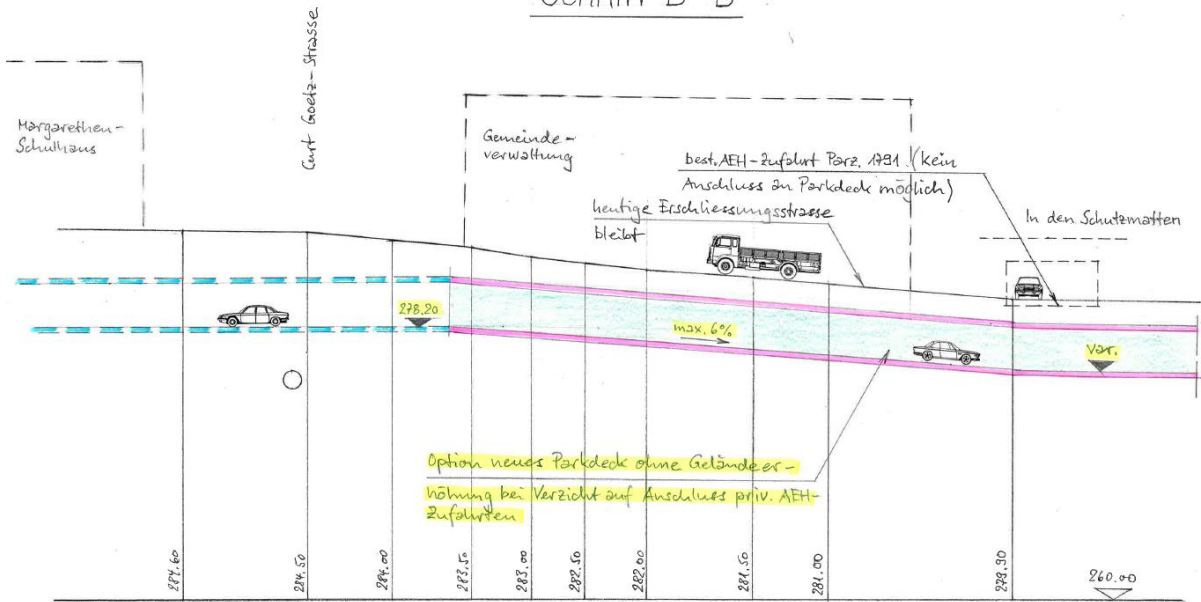 Schnitt B-B
Curt Goetz-Strasse
Margarethen-
Schulhaus
Gemeinde-
verwaltung
best. AEH-Zufahrt Parz. 1791 (kein
Anschluss an Parkdeck möglich)
heutige Erschliessungsstrasse
bleibt
In den Schutzmatten
278.20
max. 6%
var.
Option neues Parkdeck ohne Geländeer-
höhung bei Verzicht auf Anschluss priv. AEH-
Zufahrten
284.60
284.50
284.00
283.50
283.00
282.50
282.00
281.50
281.00
279.90
260.00